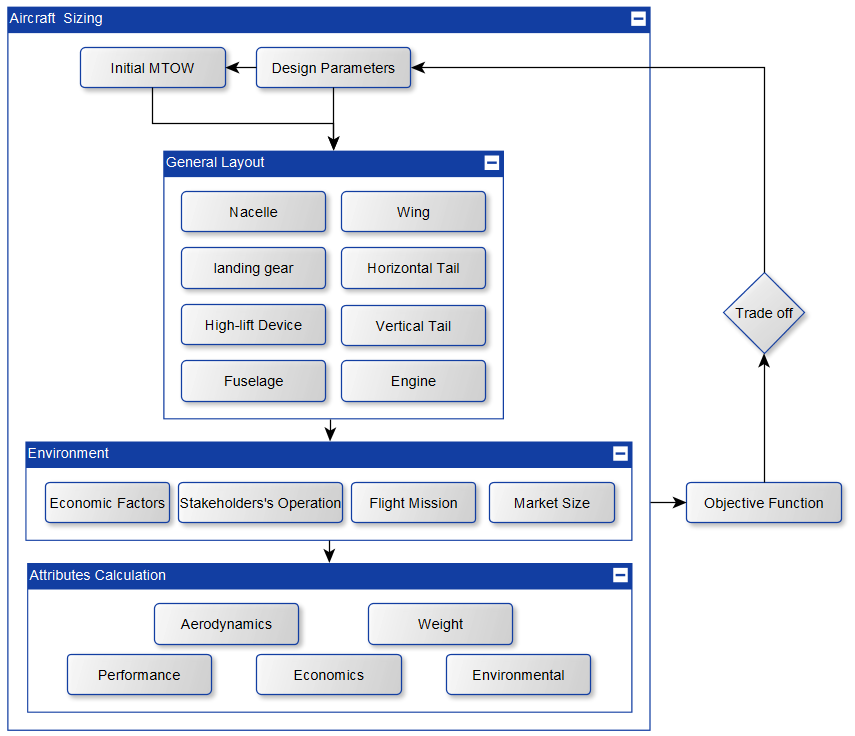 Aircraft  Sizing
Initial MTOW
Design Parameters
General Layout
Nacelle
Wing
landing gear
Horizontal Tail
High-lift Device
Vertical Tail
Fuselage
Engine
Trade off
Environment
Economic Factors
Stakeholders's Operation
Flight Mission
Market Size
Objective Function
Attributes Calculation
Aerodynamics
Weight
Performance
Economics
Environmental